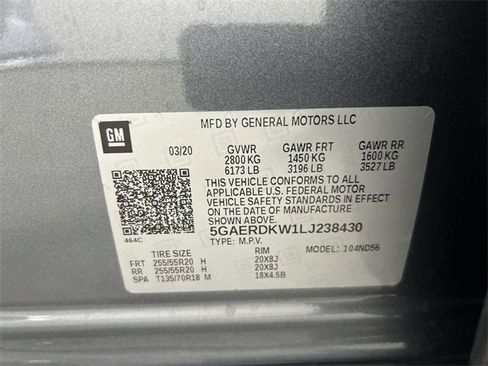 MFD BY GENERAL MOTORS LLC
GM
03/20 GVWR GAWR FRT GAWR RR
2800 KG 1450 KG 1600 KG
6173 LB 3196 LB 3527 LB
THIS VEHICLE CONFORMS TO ALL
APPLICABLE U.S. FEDERAL MOTOR
VEHICLE SAFETY STANDARDS IN EFFECT
ON THE DATE OF MANUFACTURE
SHOWN ABOVE.
464C 5GAERDKW1LJ238430
TYPE: M.P.V. MODEL: 104ND56
TIRE SIZE RIM
FRT 255/55R20 H 20X8J
RR 255/55R20 H 20X8J
SPA T135/70R18 M 18X4.5B